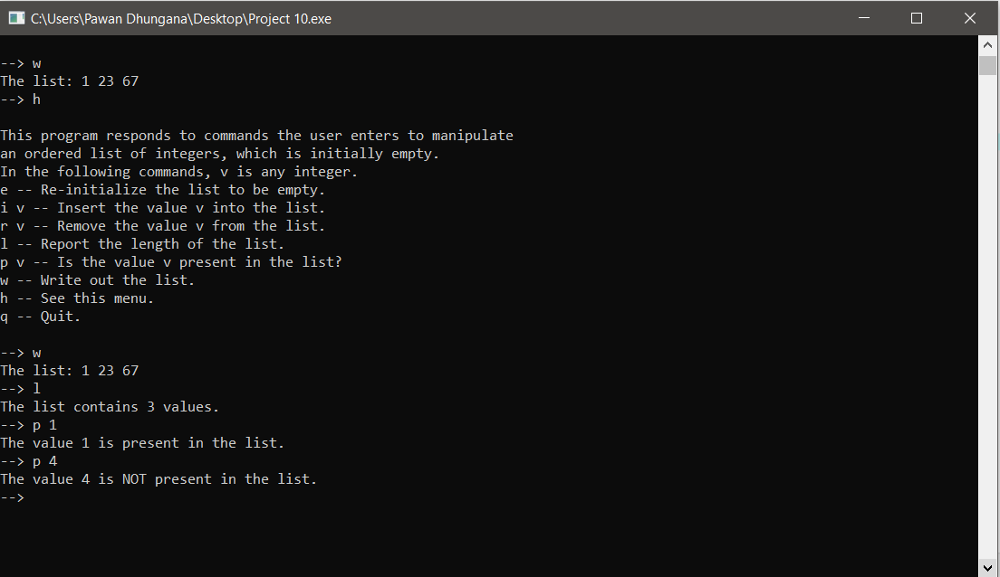 C:\Users\Pawan Dhungana\Desktop\Project 10.exe
--> w
The list: 1 23 67
--> h
This program responds to commands the user enters to manipulate
an ordered list of integers, which is initially empty.
In the following commands, v is any integer.
e -- Re-initialize the list to be empty.
i v -- Insert the value v into the list.
r v -- Remove the value v from the list.
l -- Report the length of the list.
p v -- Is the value v present in the list?
w -- Write out the list.
h -- See this menu.
q -- Quit.
--> w
The list: 1 23 67
--> l
The list contains 3 values.
--> p 1
The value 1 is present in the list.
--> p 4
The value 4 is NOT present in the list.
-->